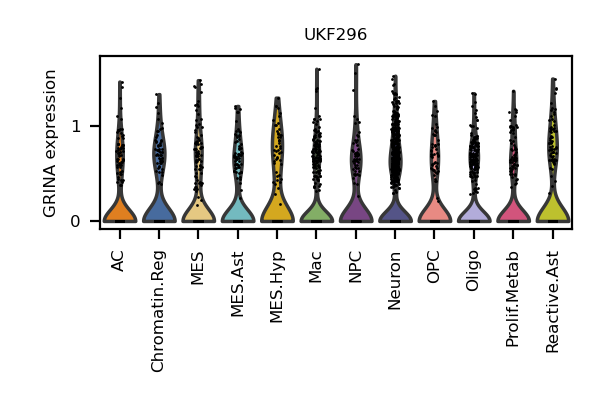 UKF296
GRINA expression
1
0
AC
Chromatin.Reg
MES
MES.Ast
MES.Hyp
Mac
NPC
Neuron
OPC
Oligo
Prolif.Metab
Reactive.Ast